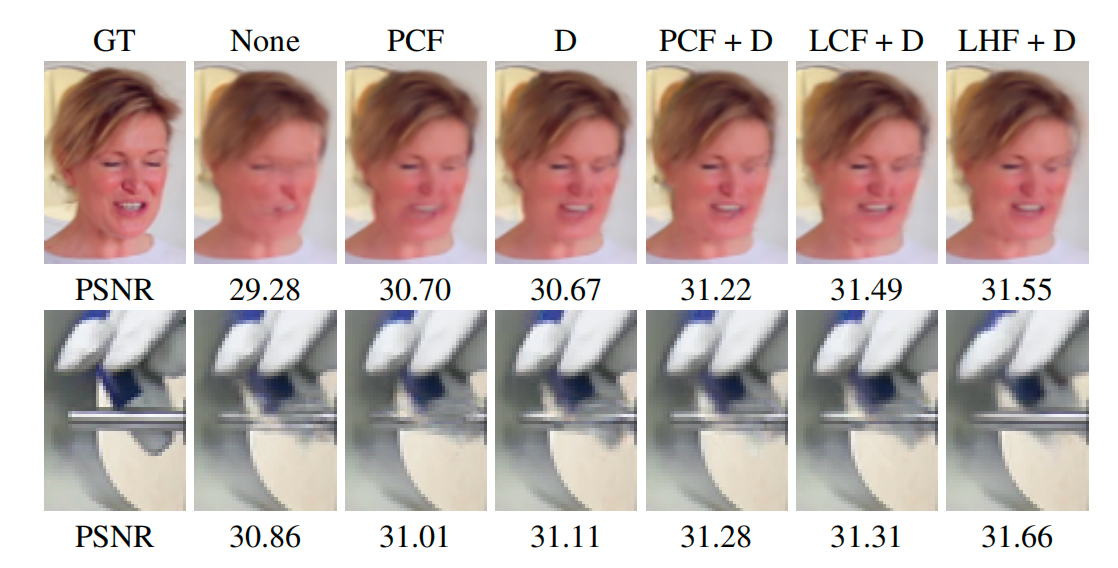 GT None PCF D PCF + D LCF + D LHF + D
PSNR 29.28 30.70 30.67 31.22 31.49 31.55
PSNR 30.86 31.01 31.11 31.28 31.31 31.66